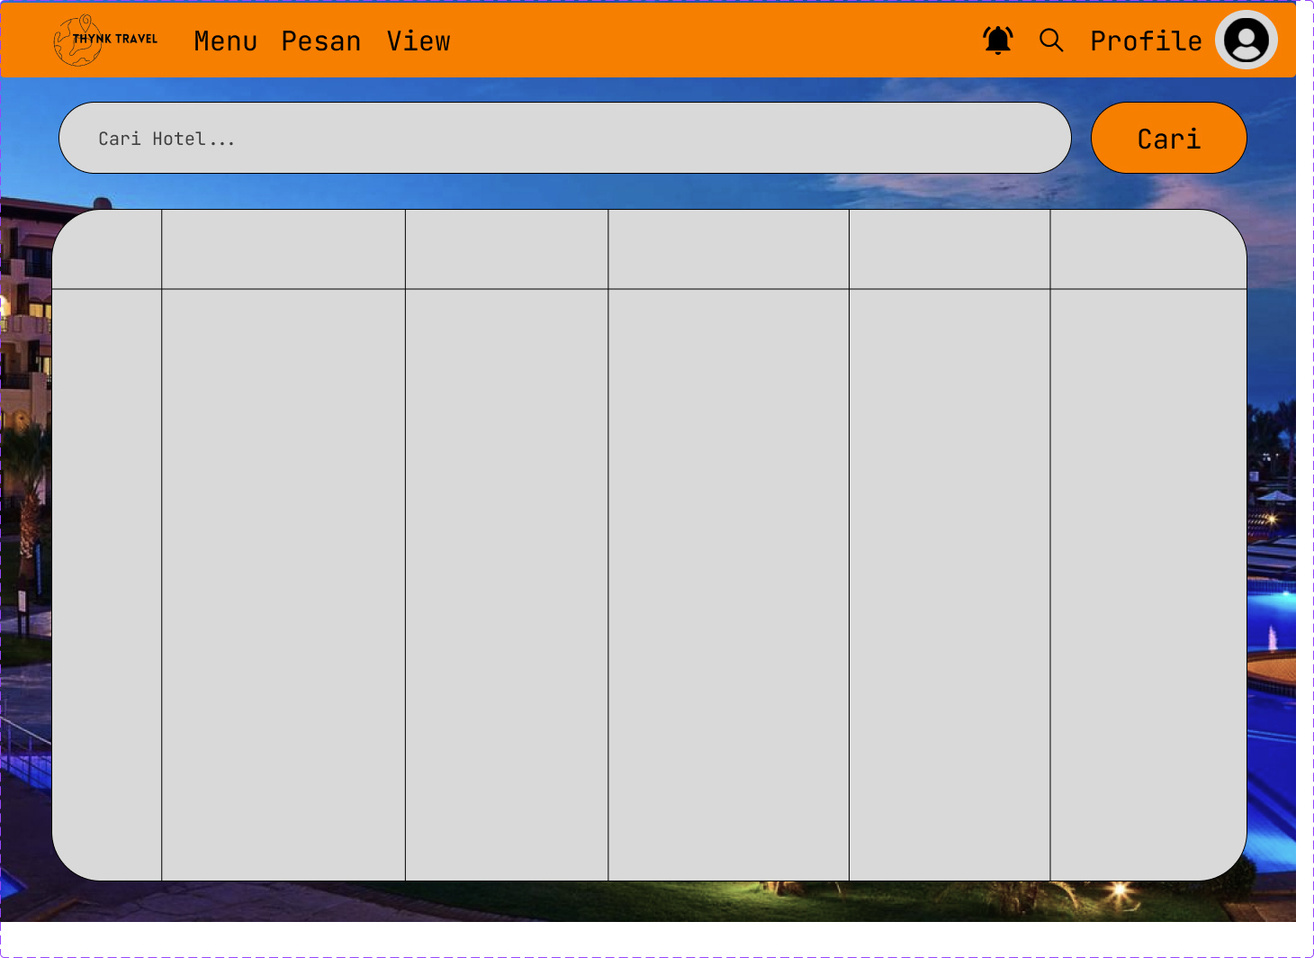 THYNK TRAVEL
Menu Pesan View Profile
Cari Hotel...
Cari